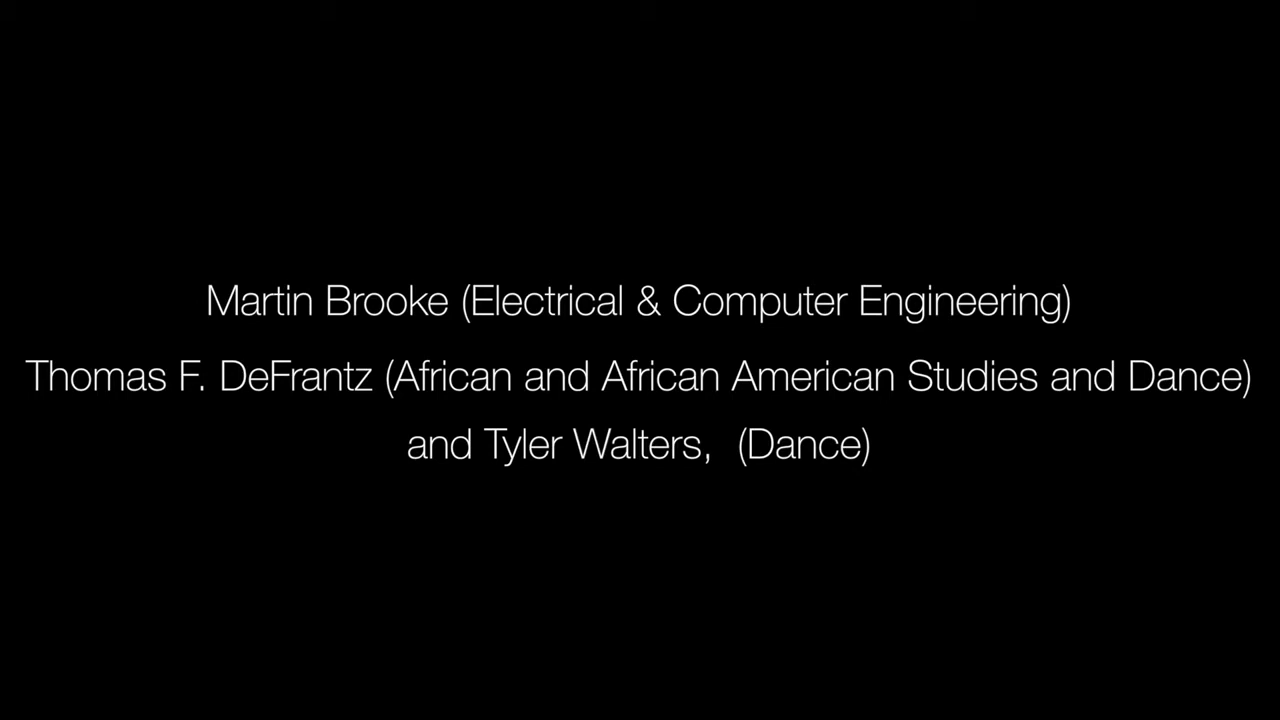 Martin Brooke (Electrical & Computer Engineering)
Thomas F. DeFrantz (African and African American Studies and Dance)
and Tyler Walters,  (Dance)